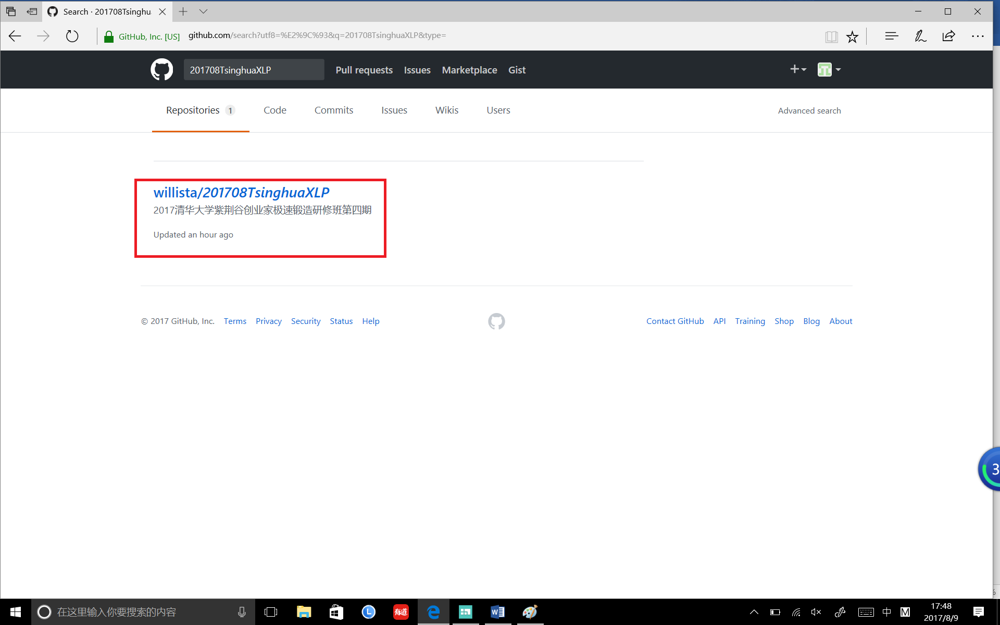 Search · 201708Tsinghu
GitHub, Inc. [US]
github.com/search?utf8=%E2%9C%93&q=201708TsinghuaXLP&type=
201708TsinghuaXLP
Pull requests
Issues
Marketplace
Gist
Repositories 1
Code
Commits
Issues
Wikis
Users
Advanced search
willista/201708TsinghuaXLP
2017清华大学紫荆谷创业家极速锻造研修班第四期
Updated an hour ago
© 2017 GitHub, Inc.
Terms
Privacy
Security
Status
Help
Contact GitHub
API
Training
Shop
Blog
About
3
%
在这里输入你要搜索的内容
有道
W
中
M
17:48
2017/8/9